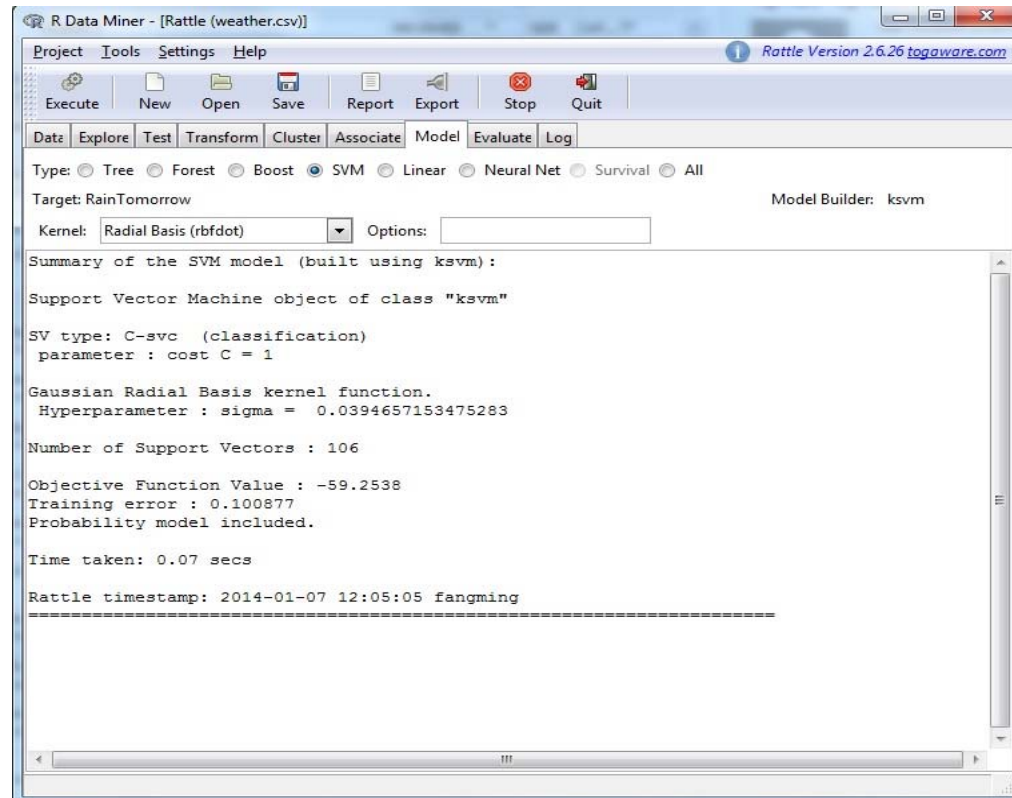 R Data Miner - [Rattle (weather.csv)]
Project Tools Settings Help
Rattle Version 2.6.26 togaware.com
Execute New Open Save Report Export Stop Quit
Data Explore Test Transform Cluster Associate Model Evaluate Log
Type: Tree Forest Boost SVM Linear Neural Net Survival All
Target: RainTomorrow Model Builder: ksvm
Kernel: Radial Basis (rbfdot) Options:
Summary of the SVM model (built using ksvm):
Support Vector Machine object of class "ksvm"
SV type: C-svc (classification)
parameter : cost C = 1
Gaussian Radial Basis kernel function.
Hyperparameter : sigma = 0.0394657153475283
Number of Support Vectors : 106
Objective Function Value : -59.2538
Training error : 0.100877
Probability model included.
Time taken: 0.07 secs
Rattle timestamp: 2014-01-07 12:05:05 fangming
======================================================================